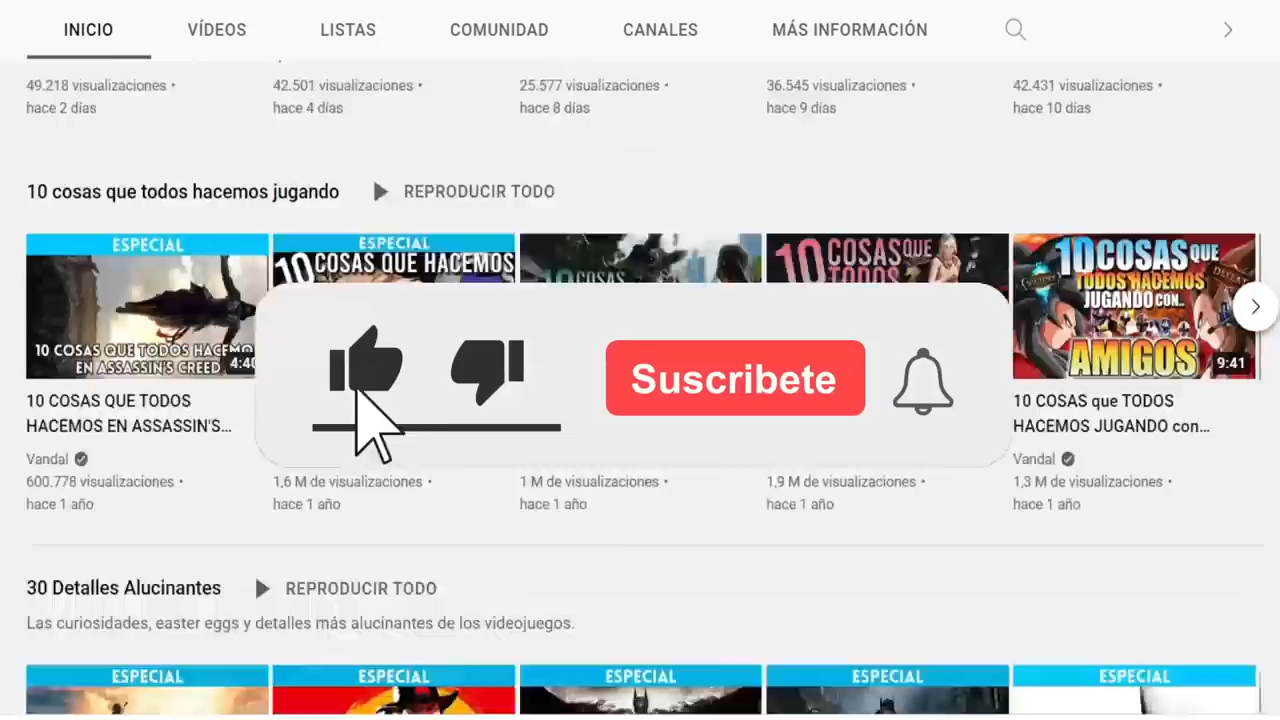 INICIO VÍDEOS LISTAS COMUNIDAD CANALES MÁS INFORMACIÓN
49.218 visualizaciones • 42.501 visualizaciones • 25.577 visualizaciones • 36.545 visualizaciones • 42.431 visualizaciones •
hace 2 días hace 4 días hace 8 días hace 9 días hace 10 días
10 cosas que todos hacemos jugando REPRODUCIR TODO
ESPECIAL
10 COSAS QUE TODOS HACEMO
EN ASSASSIN'S CREED
4:40
ESPECIAL
10 COSAS QUE HACEMOS
10 COSAS
10 COSAS QUE
TODOS
10 COSAS QUE
TODOS HACEMOS
JUGANDO CON..
AMIGOS
9:41
Suscribete
10 COSAS QUE TODOS
HACEMOS EN ASSASSIN'S...
Vandal
600.778 visualizaciones •
hace 1 año
1,6 M de visualizaciones •
hace 1 año
1 M de visualizaciones •
hace 1 año
1,9 M de visualizaciones •
hace 1 año
10 COSAS que TODOS
HACEMOS JUGANDO con...
Vandal
1,3 M de visualizaciones •
hace 1 año
30 Detalles Alucinantes REPRODUCIR TODO
Las curiosidades, easter eggs y detalles más alucinantes de los videojuegos.
ESPECIAL ESPECIAL ESPECIAL ESPECIAL ESPECIAL